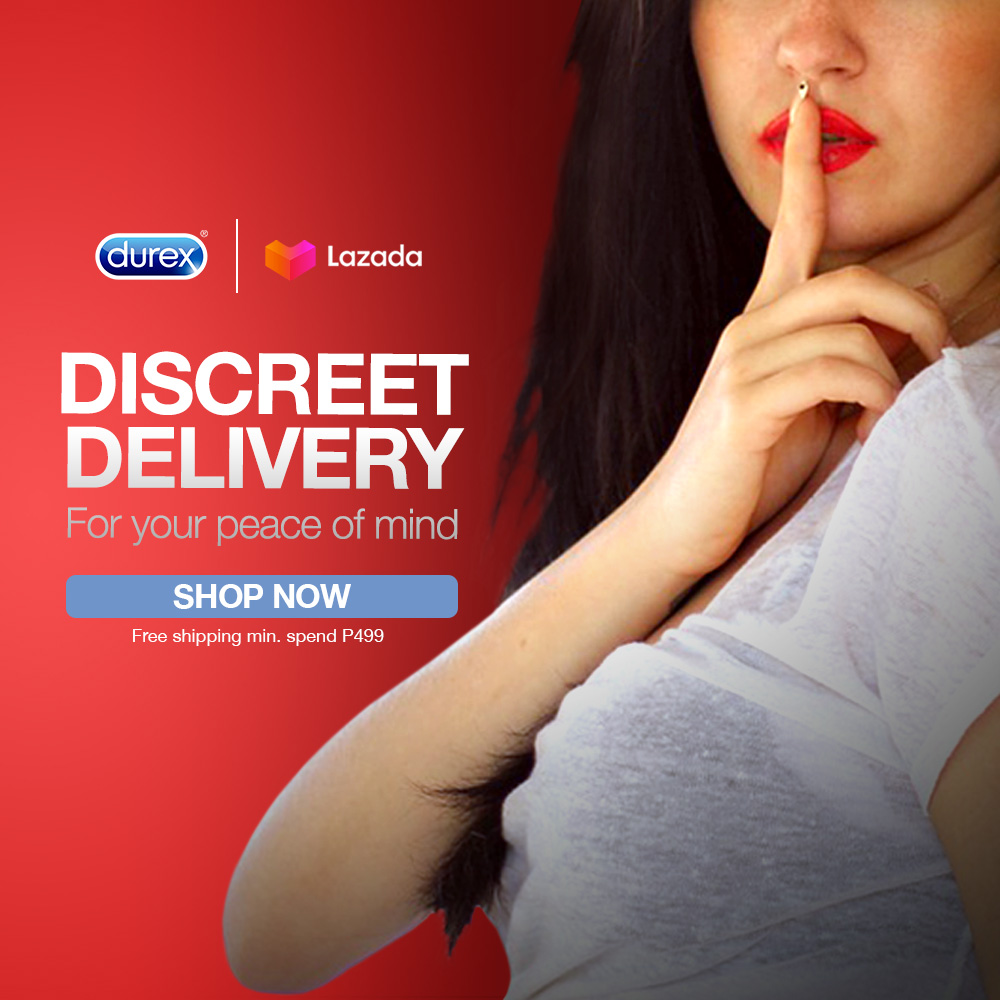 durex®
Lazada
DISCREET
DELIVERY
For your peace of mind
SHOP NOW
Free shipping min. spend P499